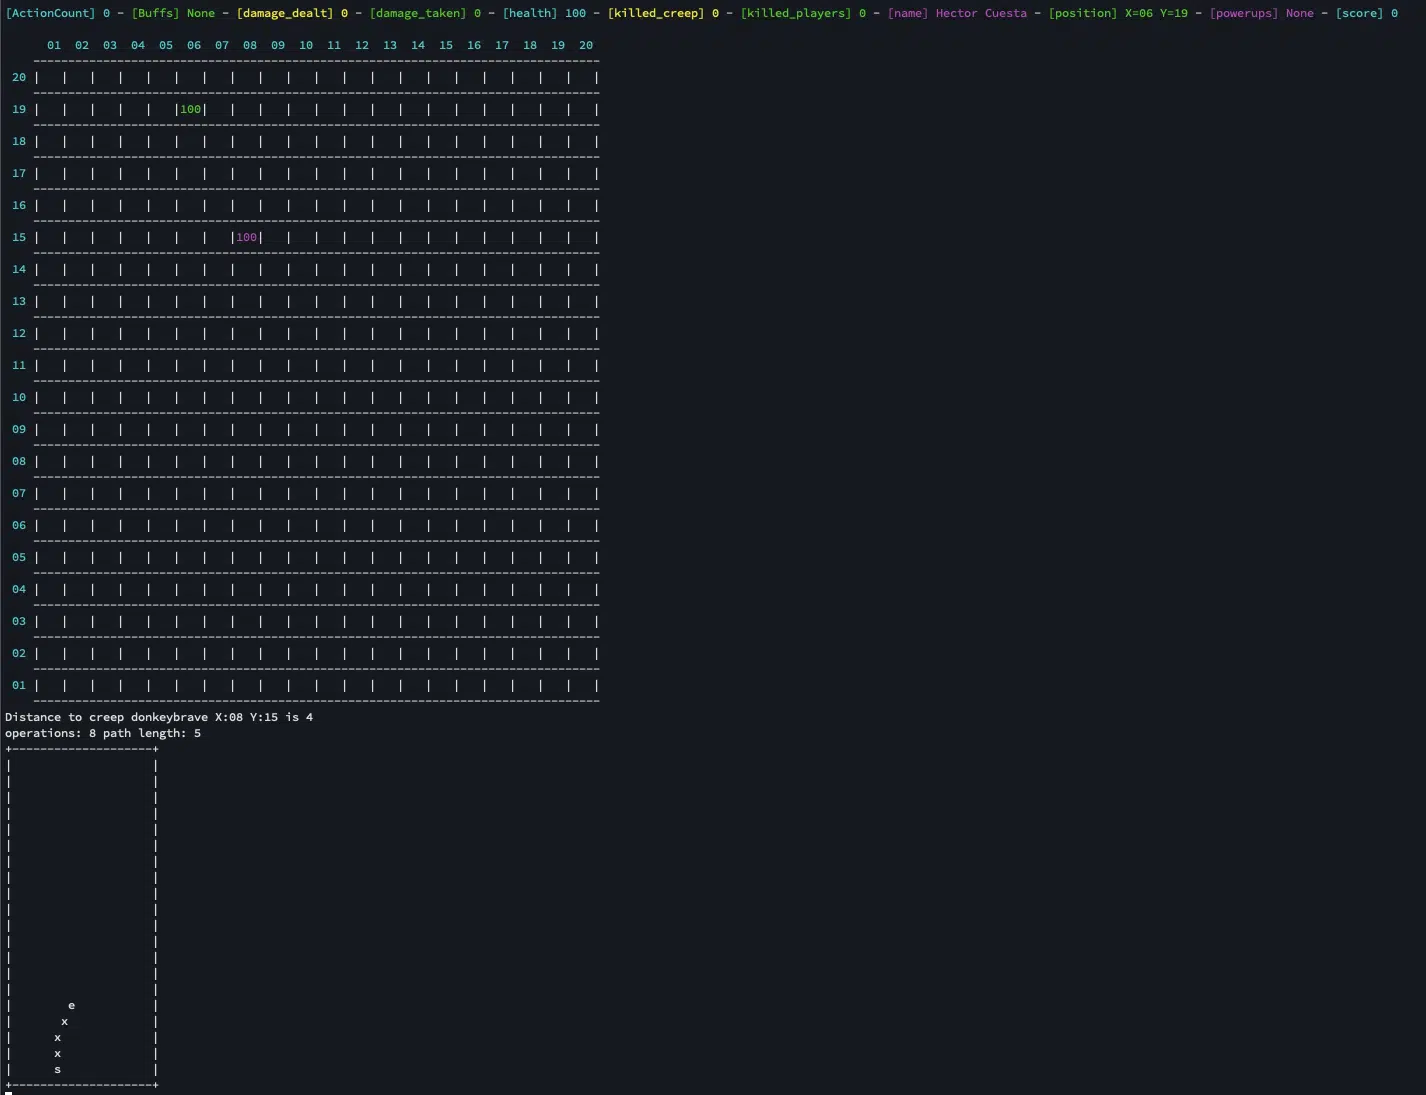 [ActionCount] 0 - [Buffs] None - [damage_dealt] 0 - [damage_taken] 0 - [health] 100 - [killed_creep] 0 - [killed_players] 0 - [name] Hector Cuesta - [position] X=06 Y=19 - [powerups] None - [score] 0
01 02 03 04 05 06 07 08 09 10 11 12 13 14 15 16 17 18 19 20
20
19 100
18
17
16
15 100
14
13
12
11
10
09
08
07
06
05
04
03
02
01
Distance to creep donkeybrave X:08 Y:15 is 4
operations: 8 path length: 5
e
x
x
x
s